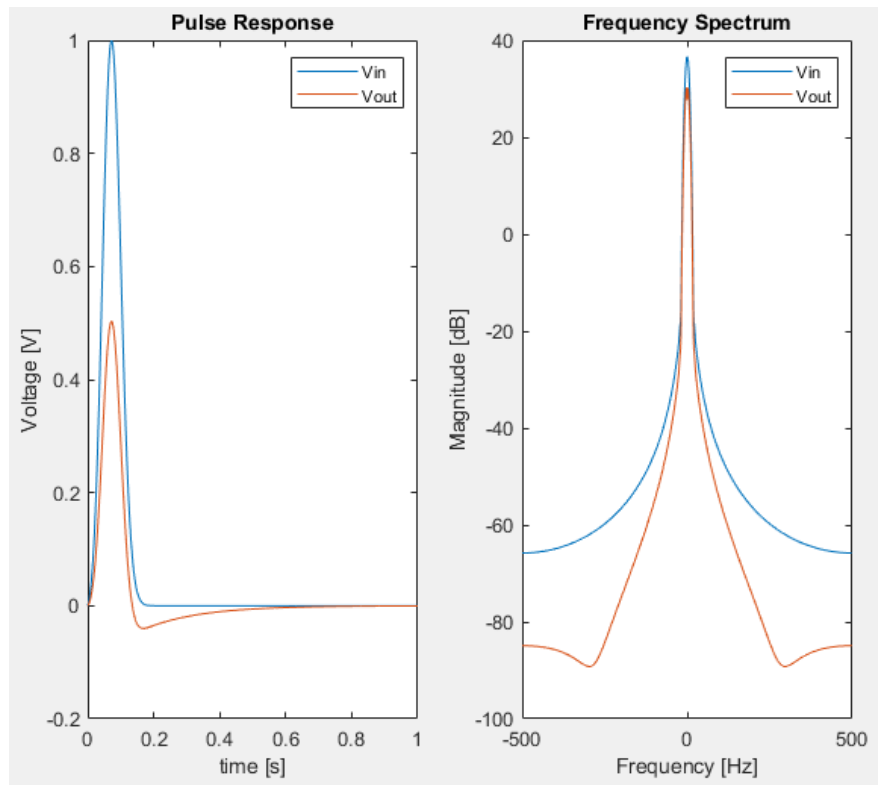 Pulse Response
Vin
Vout
1
0.8
0.6
0.4
0.2
0
-0.2
Voltage [V]
0
0.2
0.4
0.6
0.8
1
time [s]
Frequency Spectrum
Vin
Vout
40
20
0
-20
-40
-60
-80
-100
Magnitude [dB]
-500
0
500
Frequency [Hz]